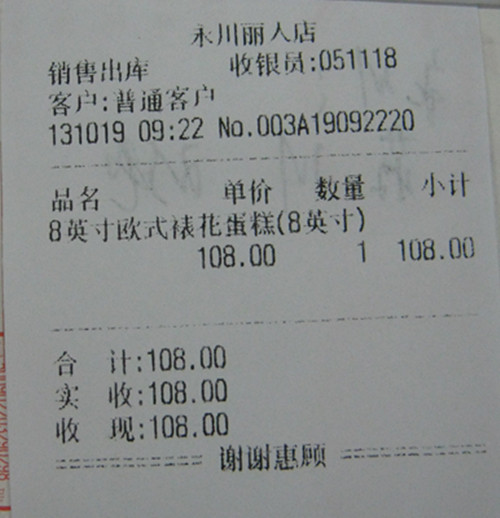 永川丽人店
销售出库 收银员:051118
客户:普通客户
131019 09:22 No.003A19092220
品名 单价 数量 小计
8英寸欧式裱花蛋糕(8英寸)
108.00 1 108.00
合 计:108.00
实 收:108.00
收 现:108.00
谢谢惠顾